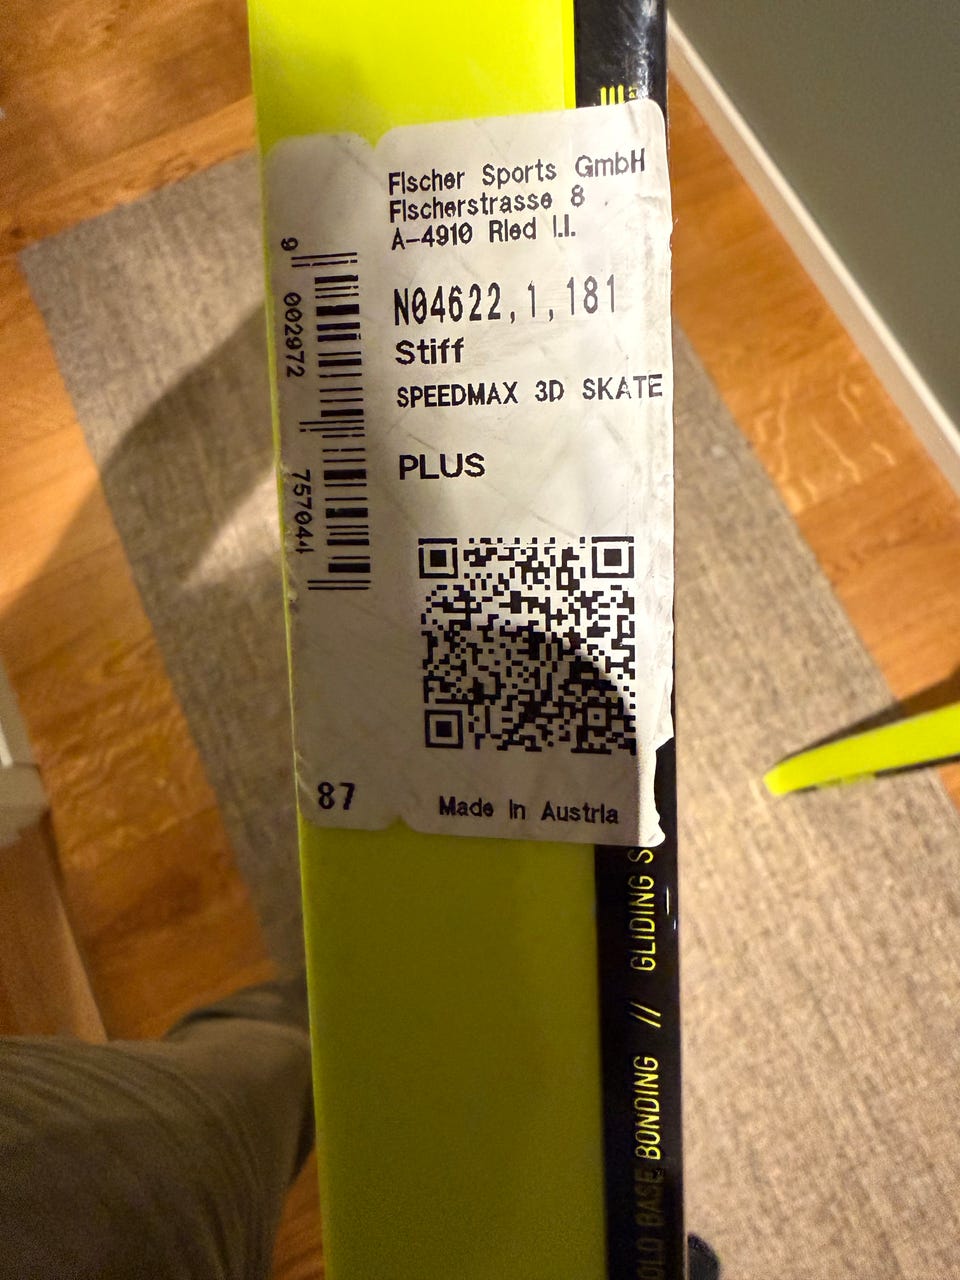 Fischer Sports GmbH
Fischerstrasse 8
A-4910 Ried I.I.
N04622,1,181
Stiff
SPEEDMAX 3D SKATE
PLUS
9 002972 757044
87
Made in Austria
BASE BONDING // GLIDING